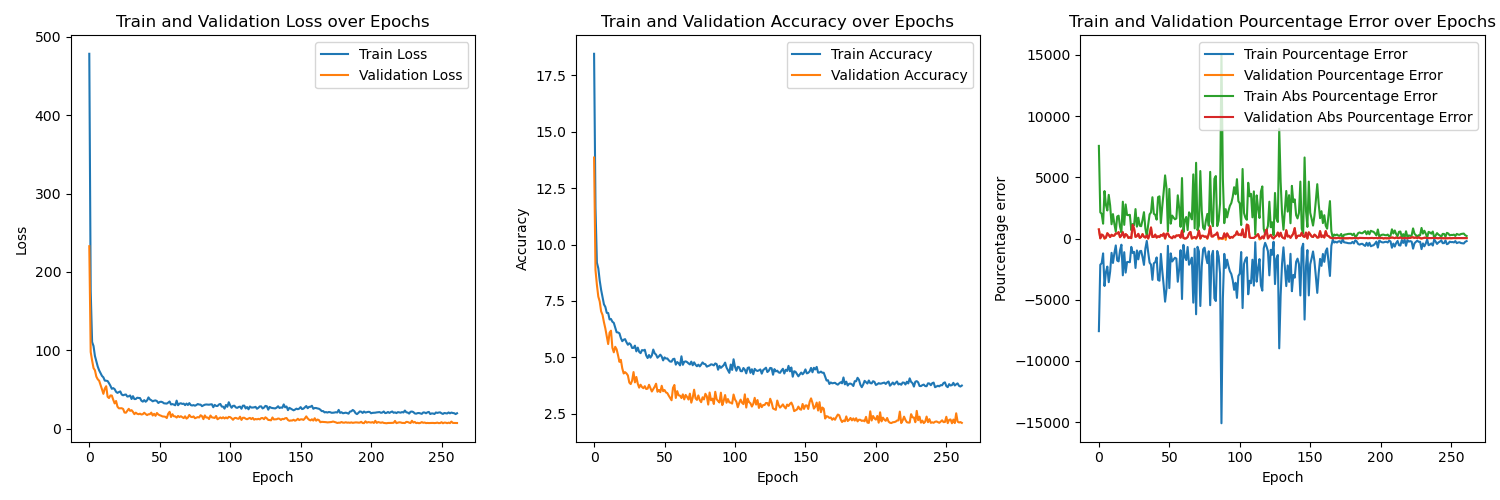 Train and Validation Loss over Epochs
Loss
500
400
300
200
100
0
0 50 100 150 200 250
Epoch
Train Loss
Validation Loss
Train and Validation Accuracy over Epochs
Accuracy
17.5
15.0
12.5
10.0
7.5
5.0
2.5
0 50 100 150 200 250
Epoch
Train Accuracy
Validation Accuracy
Train and Validation Pourcentage Error over Epochs
Pourcentage error
15000
10000
5000
0
−5000
−10000
−15000
0 50 100 150 200 250
Epoch
Train Pourcentage Error
Validation Pourcentage Error
Train Abs Pourcentage Error
Validation Abs Pourcentage Error